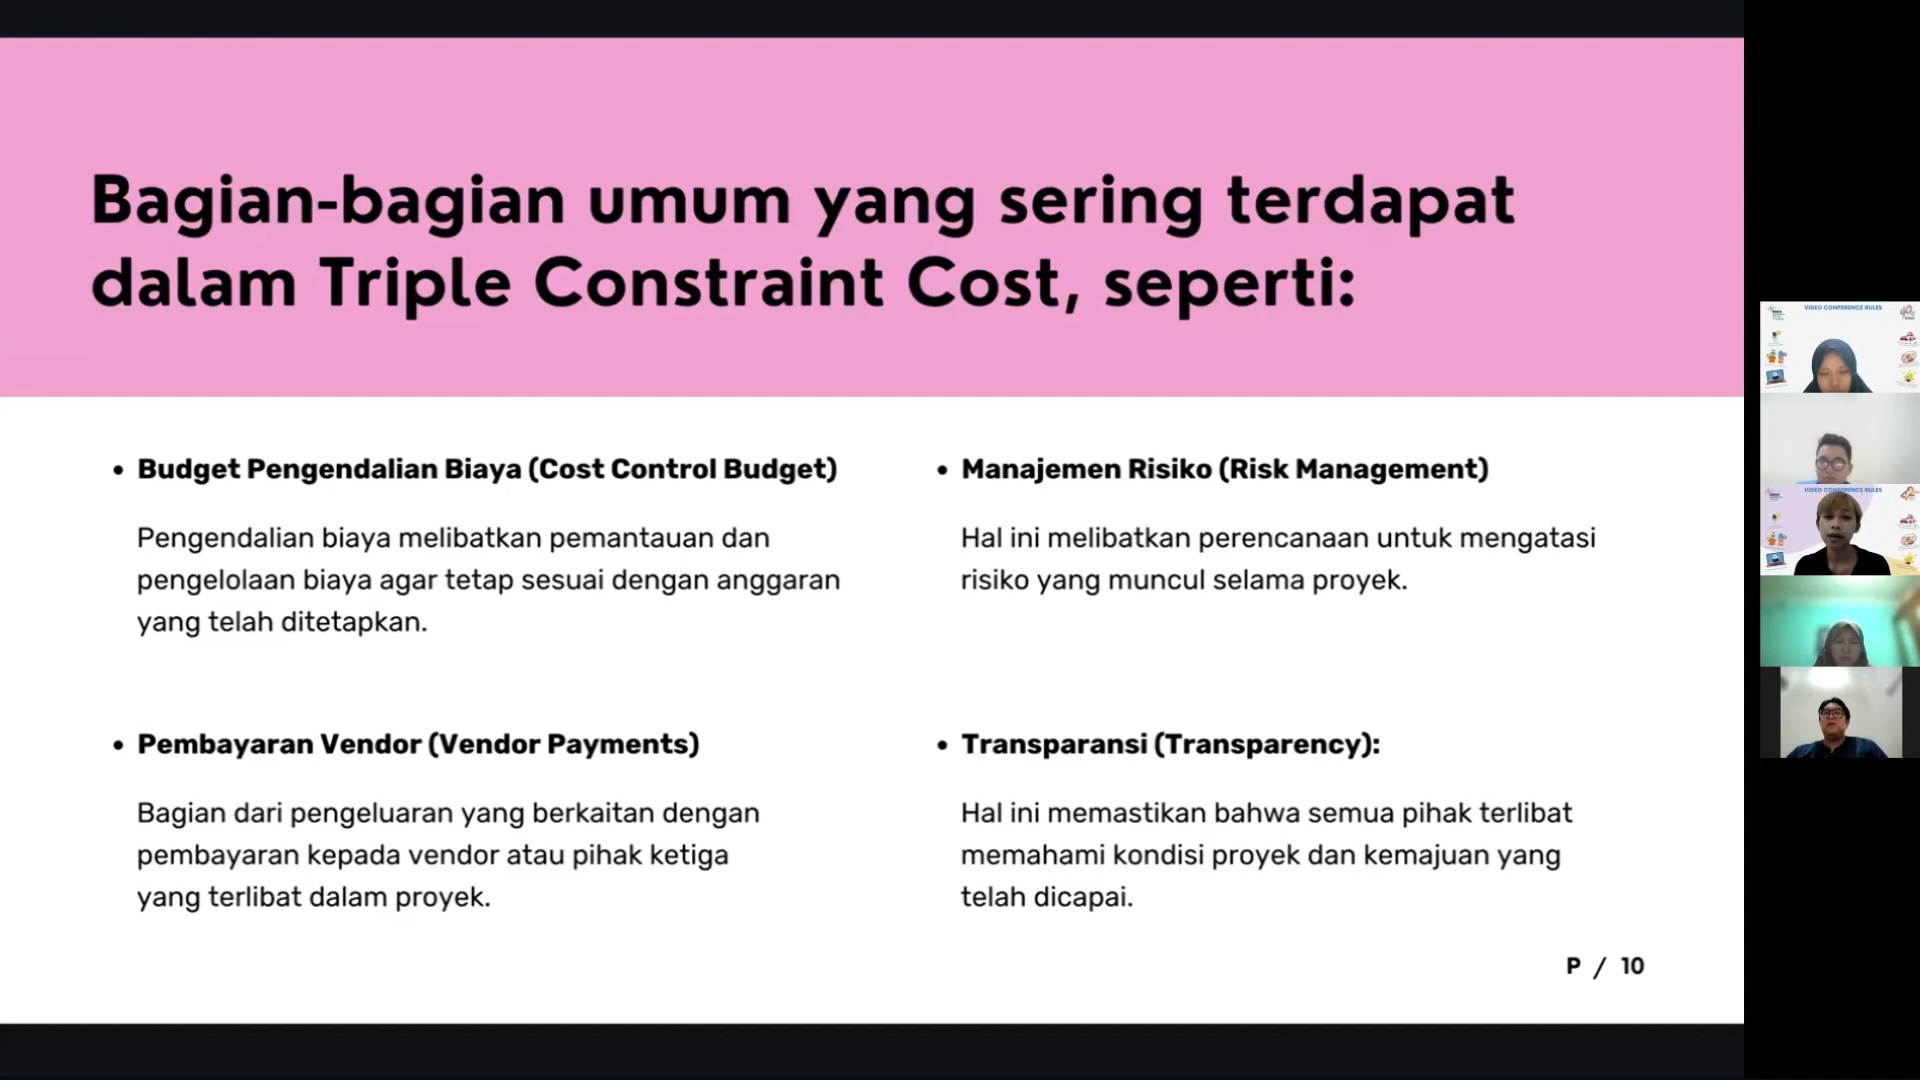 Bagian-bagian umum yang sering terdapat
dalam Triple Constraint Cost, seperti:
• Budget Pengendalian Biaya (Cost Control Budget)
Pengendalian biaya melibatkan pemantauan dan
pengelolaan biaya agar tetap sesuai dengan anggaran
yang telah ditetapkan.
• Manajemen Risiko (Risk Management)
Hal ini melibatkan perencanaan untuk mengatasi
risiko yang muncul selama proyek.
• Pembayaran Vendor (Vendor Payments)
Bagian dari pengeluaran yang berkaitan dengan
pembayaran kepada vendor atau pihak ketiga
yang terlibat dalam proyek.
• Transparansi (Transparency):
Hal ini memastikan bahwa semua pihak terlibat
memahami kondisi proyek dan kemajuan yang
telah dicapai.
P / 10
VIDEO CONFERENCE RULES
VIDEO CONFERENCE RULES